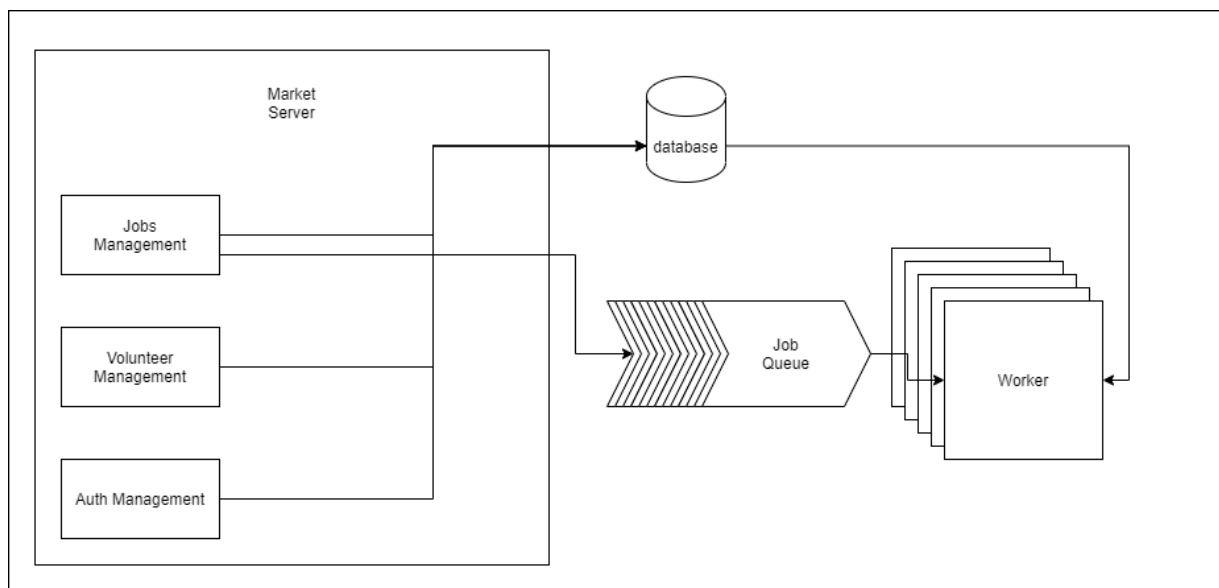 Market
Server
database
Jobs
Management
Volunteer
Management
Job
Queue
Worker
Auth Management